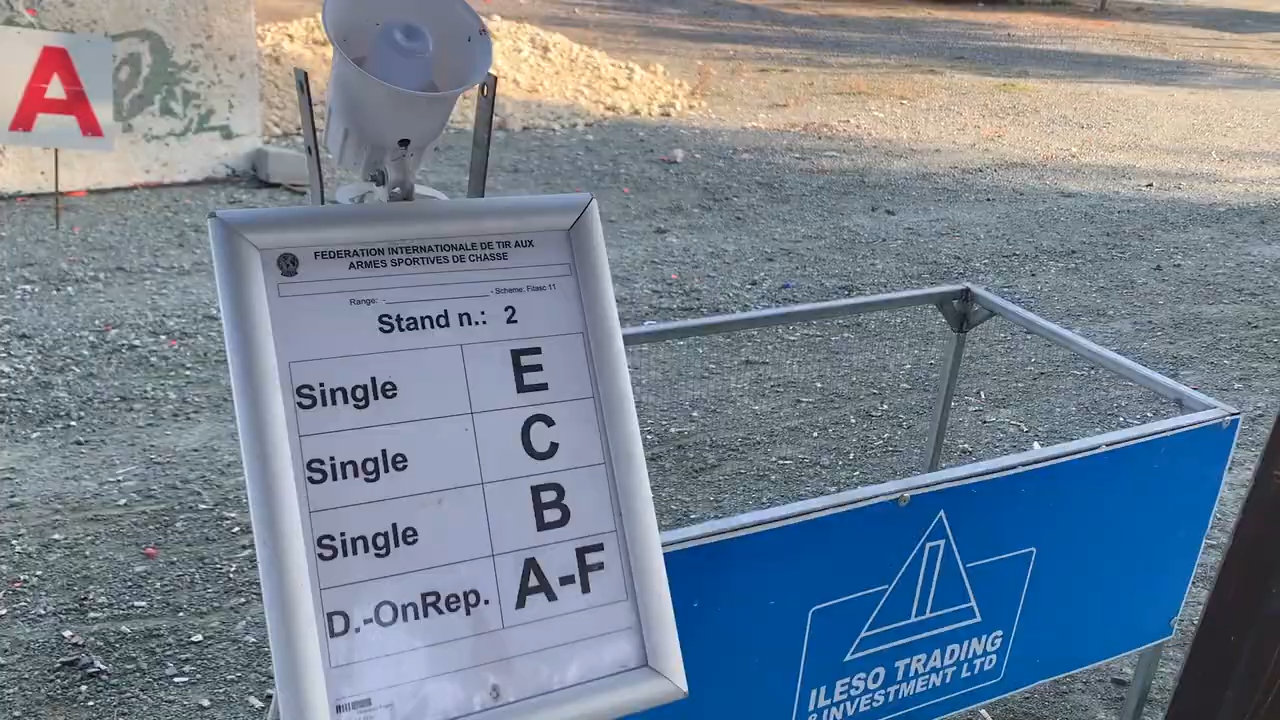 A
FEDERATION INTERNATIONALE DE TIR AUX
ARMES SPORTIVES DE CHASSE
Range: - - Scheme: Fitasc 11
Stand n.: 2
Single E
Single C
Single B
D.-OnRep. A-F
ILESO TRADING
& INVESTMENT LTD